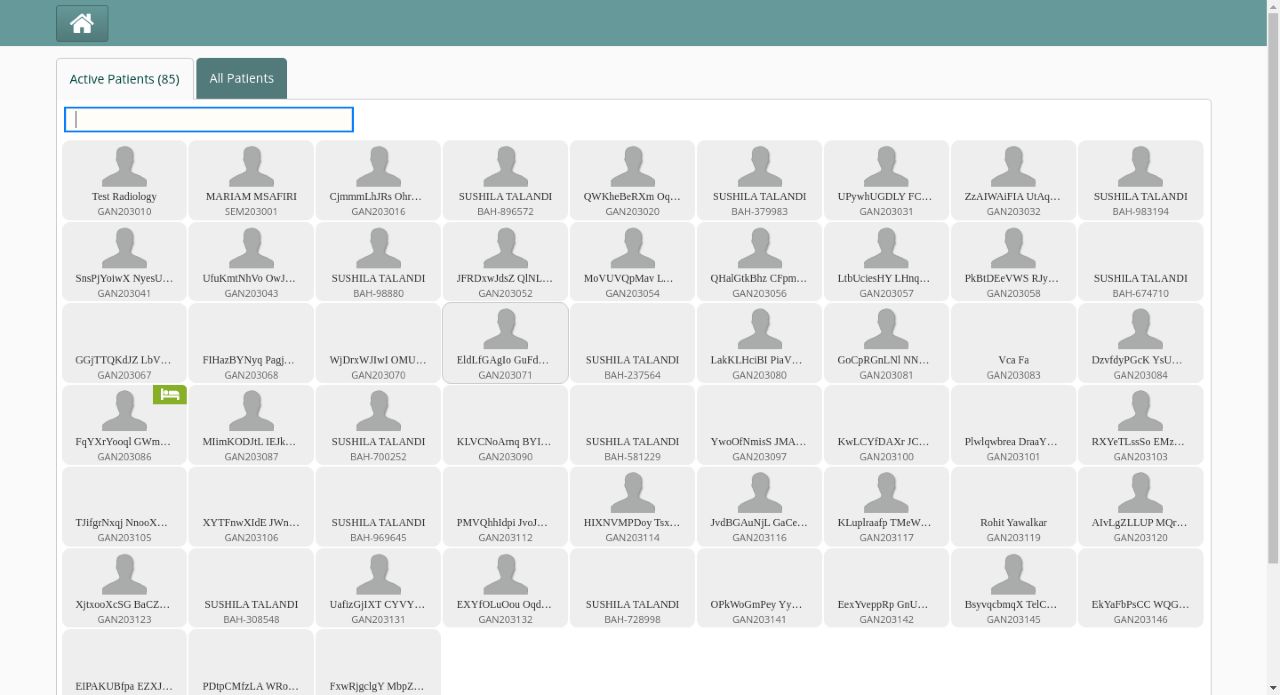 Active Patients (85)
All Patients
Test Radiology
GAN203010
MARIAM MSAFIRI
SEM203001
CjmmmLhJRs Ohr…
GAN203016
SUSHILA TALANDI
BAH-896572
QWKheBeRXm Oq…
GAN203020
SUSHILA TALANDI
BAH-379983
UPywhUGDLY FC…
GAN203031
ZzAIWAiFIA UtAq…
GAN203032
SUSHILA TALANDI
BAH-983194
SnsPjYoiwX NyesU…
GAN203041
UfuKmtNhVo OwJ…
GAN203043
SUSHILA TALANDI
BAH-98880
JFRDxwJdsZ QlNL…
GAN203052
MoVUVQpMav L…
GAN203054
QHalGtkBhz CFpm…
GAN203056
LtbUciesHY LHnq…
GAN203057
PkBtDEeVWS RJy…
GAN203058
SUSHILA TALANDI
BAH-674710
GGjTTQKdJZ LbV…
GAN203067
FIHazBYNyq Pagj…
GAN203068
WjDrxWJIwI OMU…
GAN203070
EldLfGAgIo GuFd…
GAN203071
SUSHILA TALANDI
BAH-237564
LakKLHciBI PiaV…
GAN203080
GoCpRGnLNl NN…
GAN203081
Vca Fa
GAN203083
DzvfdyPGcK YsU…
GAN203084
FqYXrYooql GWm…
GAN203086
MIimKODJtL IEJk…
GAN203087
SUSHILA TALANDI
BAH-700252
KLVCNoArnq BYI…
GAN203090
SUSHILA TALANDI
BAH-581229
YwoOfNmisS JMA…
GAN203097
KwLCYfDAXr JC…
GAN203100
Plwlqwbrea DraaY…
GAN203101
RXYeTLssSo EMz…
GAN203103
TJifgrNxqj NnooX…
GAN203105
XYTFnwXIdE JWn…
GAN203106
SUSHILA TALANDI
BAH-969645
PMVQhhIdpi JvoJ…
GAN203112
HIXNVMPDoy Tsx…
GAN203114
JvdBGAuNjL GaCe…
GAN203116
KLuplraafp TMeW…
GAN203117
Rohit Yawalkar
GAN203119
AIvLgZLLUP MQr…
GAN203120
XjtxooXcSG BaCZ…
GAN203123
SUSHILA TALANDI
BAH-308548
UafizGjIXT CYVY…
GAN203131
EXYfOLuOou Oqd…
GAN203132
SUSHILA TALANDI
BAH-728998
OPkWoGmPey Yy…
GAN203141
EexYveppRp GnU…
GAN203142
BsyvqcbmqX TelC…
GAN203145
EkYaFbPsCC WQG…
GAN203146
EIPAKUBfpa EZXJ…
PDtpCMfzLA WRo…
FxwRjgclgY MbpZ…